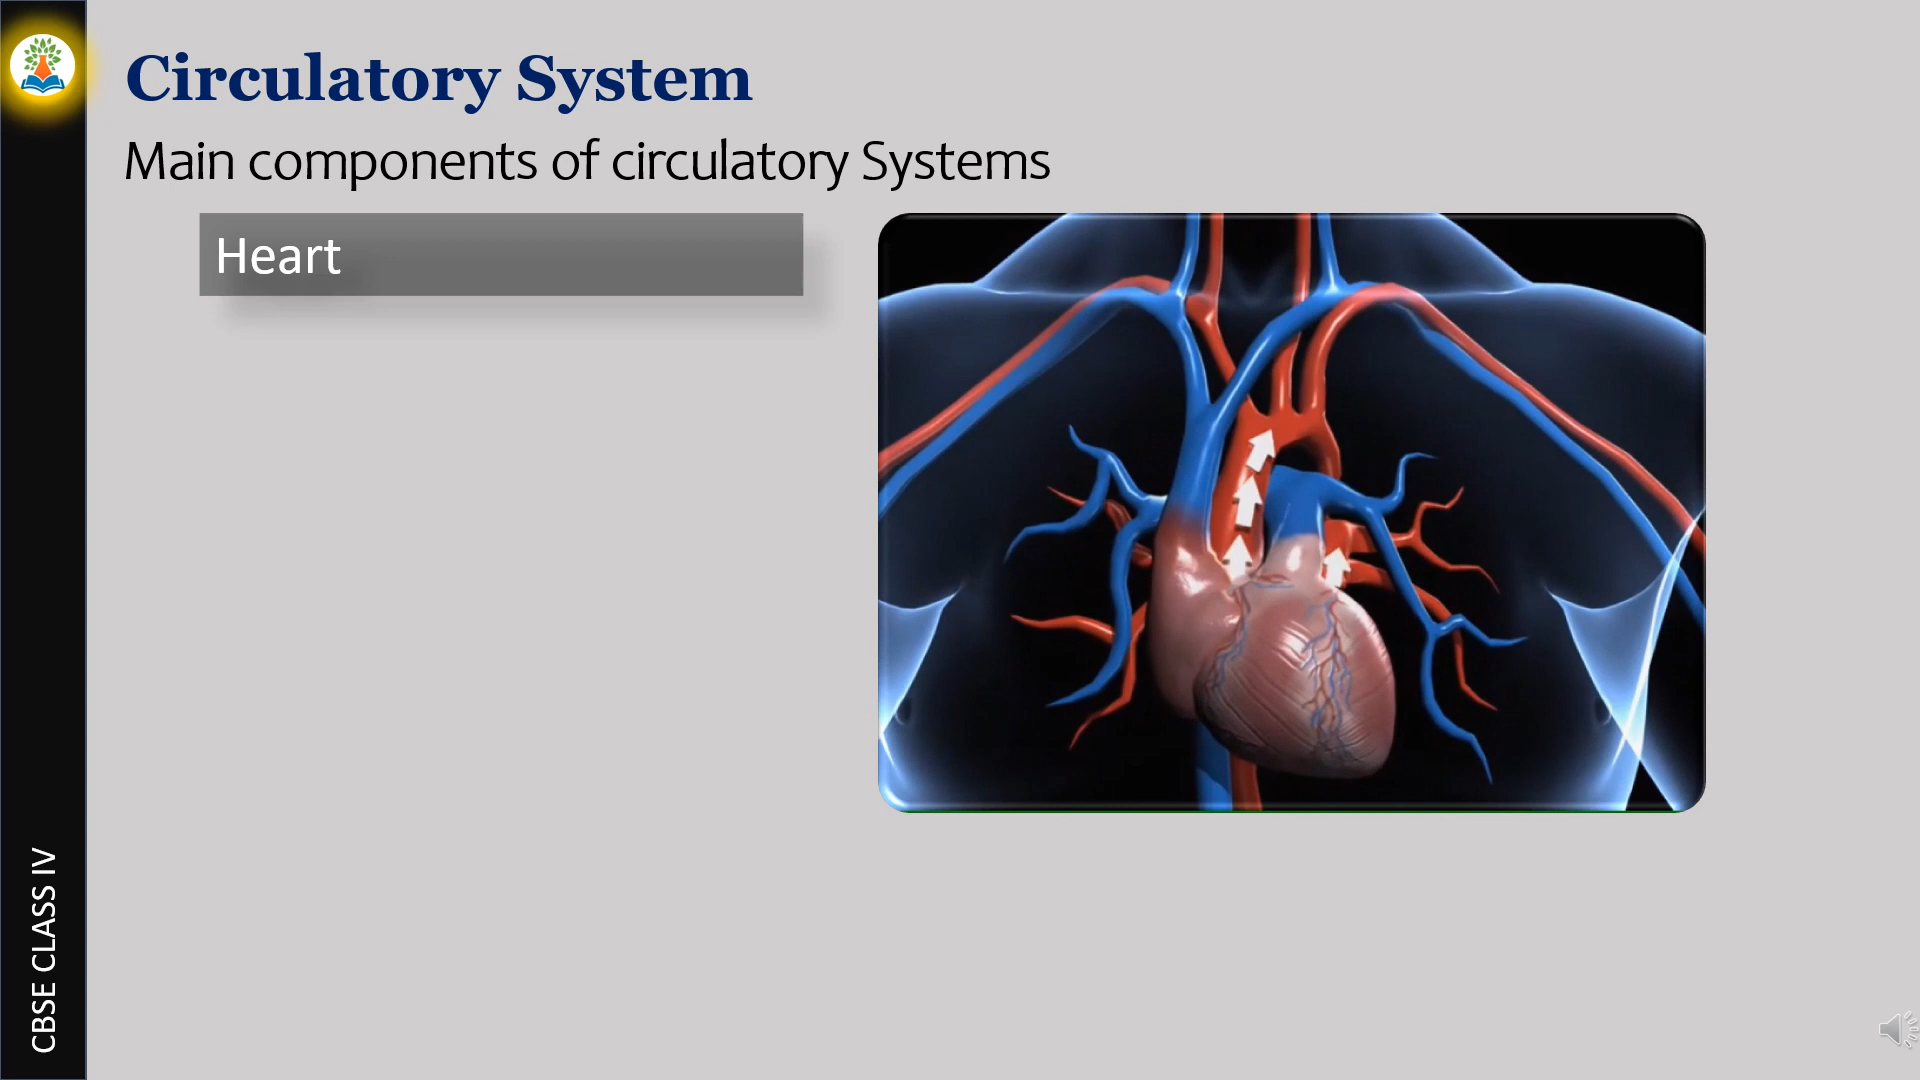 Circulatory System
Main components of circulatory Systems
Heart
CBSE CLASS IV